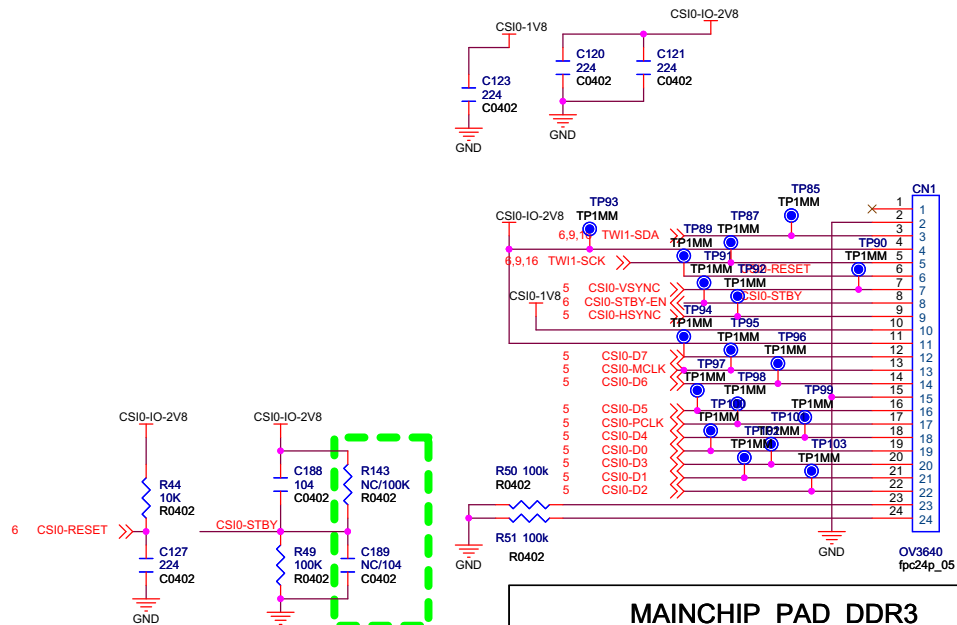 CSI0-IO-2V8
CSI0-1V8
C123
224
C0402
C120
224
C0402
C121
224
C0402
GND
GND
TP93
TP1MM
TP85
TP1MM
CN1
CSI0-IO-2V8
6,9,16 TWI1-SCK
TWI1-SDA
TP89
TP1MM
TP87
TP1MM
TP90
TP1MM
TP91
TP1MM
TP92
CSI0-STBY
CSI0-1V8
5 CSI0-VSYNC
6 CSI0-STBY-EN
5 CSI0-HSYNC
TP94
TP1MM
TP95
TP1MM
TP96
TP1MM
5 CSI0-D7
5 CSI0-MCLK
5 CSI0-D6
TP97
TP1MM
TP98
TP99
TP1MM
5 CSI0-D5
5 CSI0-PCLK
5 CSI0-D4
5 CSI0-D0
5 CSI0-D3
5 CSI0-D1
5 CSI0-D2
TP1MM
TP1MM
TP103
TP1MM
1 1
2 2
3 3
4 4
5 5
6 6
7 7
8 8
9 9
10 10
11 11
12 12
13 13
14 14
15 15
16 16
17 17
18 18
19 19
20 20
21 21
22 22
23 23
24 24
R50 100k
R0402
R51 100k
R0402
GND
GND
OV3640
fpc24p_05
CSI0-IO-2V8
R44
10K
R0402
6 CSI0-RESET
C127
224
C0402
GND
CSI0-IO-2V8
C188
104
C0402
CSI0-STBY
R49
100K
R0402
R143
NC/100K
R0402
C189
NC/104
C0402
MAINCHIP PAD DDR3